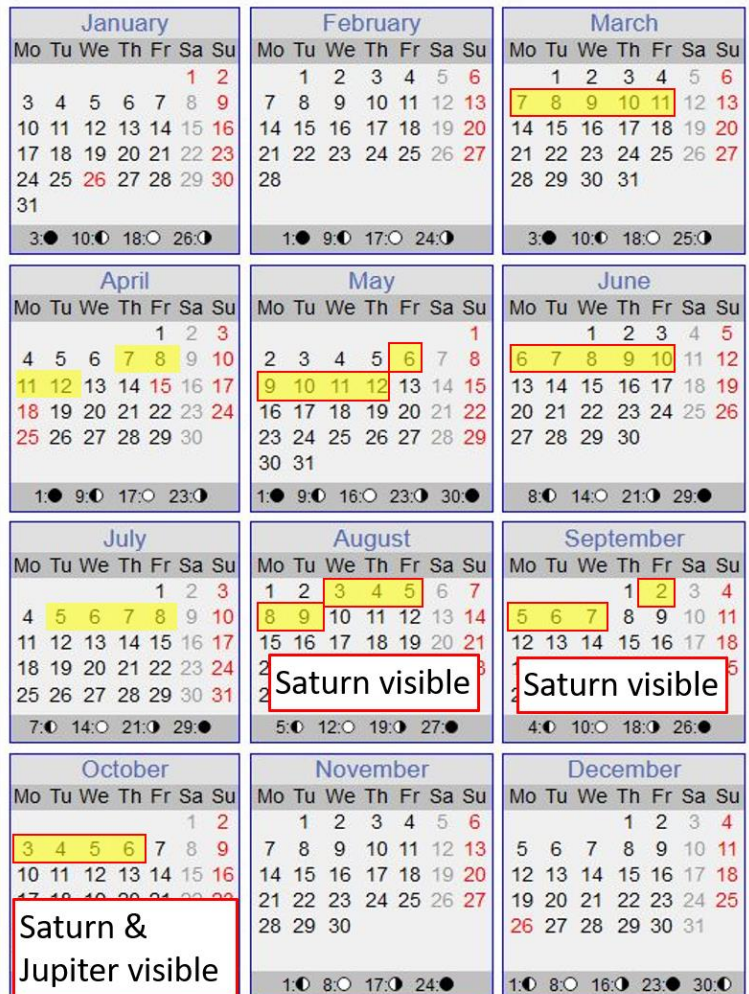 January
Mo Tu We Th Fr Sa Su
1 2
3 4 5 6 7 8 9
10 11 12 13 14 15 16
17 18 19 20 21 22 23
24 25 26 27 28 29 30
31
3:● 10:◐ 18:○ 26:◑
February
Mo Tu We Th Fr Sa Su
1 2 3 4 5 6
7 8 9 10 11 12 13
14 15 16 17 18 19 20
21 22 23 24 25 26 27
28
1:● 9:◐ 17:○ 24:◑
March
Mo Tu We Th Fr Sa Su
1 2 3 4 5 6
7 8 9 10 11 12 13
14 15 16 17 18 19 20
21 22 23 24 25 26 27
28 29 30 31
3:● 10:◐ 18:○ 25:◑
April
Mo Tu We Th Fr Sa Su
1 2 3
4 5 6 7 8 9 10
11 12 13 14 15 16 17
18 19 20 21 22 23 24
25 26 27 28 29 30
1:● 9:◐ 17:○ 23:◑
May
Mo Tu We Th Fr Sa Su
1
2 3 4 5 6 7 8
9 10 11 12 13 14 15
16 17 18 19 20 21 22
23 24 25 26 27 28 29
30 31
1:● 9:◐ 16:○ 23:◑ 30:●
June
Mo Tu We Th Fr Sa Su
1 2 3 4 5
6 7 8 9 10 11 12
13 14 15 16 17 18 19
20 21 22 23 24 25 26
27 28 29 30
8:◐ 14:○ 21:◑ 29:●
July
Mo Tu We Th Fr Sa Su
1 2 3
4 5 6 7 8 9 10
11 12 13 14 15 16 17
18 19 20 21 22 23 24
25 26 27 28 29 30 31
7:◐ 14:○ 21:◑ 29:●
August
Mo Tu We Th Fr Sa Su
1 2 3 4 5 6 7
8 9 10 11 12 13 14
15 16 17 18 19 20 21
Saturn visible
5:◐ 12:○ 19:◑ 27:●
September
Mo Tu We Th Fr Sa Su
1 2 3 4
5 6 7 8 9 10 11
12 13 14 15 16 17 18
Saturn visible
4:◐ 10:○ 18:◑ 26:●
October
Mo Tu We Th Fr Sa Su
1 2
3 4 5 6 7 8 9
10 11 12 13 14 15 16
Saturn &
Jupiter visible
November
Mo Tu We Th Fr Sa Su
1 2 3 4 5 6
7 8 9 10 11 12 13
14 15 16 17 18 19 20
21 22 23 24 25 26 27
28 29 30
1:◐ 8:○ 17:◑ 24:●
December
Mo Tu We Th Fr Sa Su
1 2 3 4
5 6 7 8 9 10 11
12 13 14 15 16 17 18
19 20 21 22 23 24 25
26 27 28 29 30 31
1:◐ 8:○ 16:◑ 23:● 30:◐